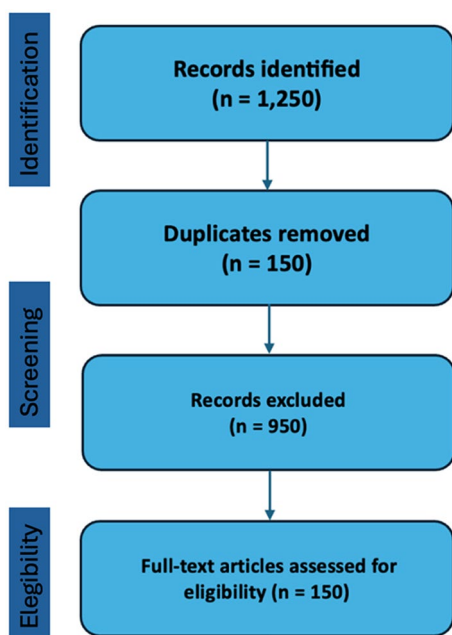 Identification
Records identified
(n = 1,250)
Duplicates removed
(n = 150)
Screening
Records excluded
(n = 950)
Elegibility
Full-text articles assessed for
eligibility (n = 150)